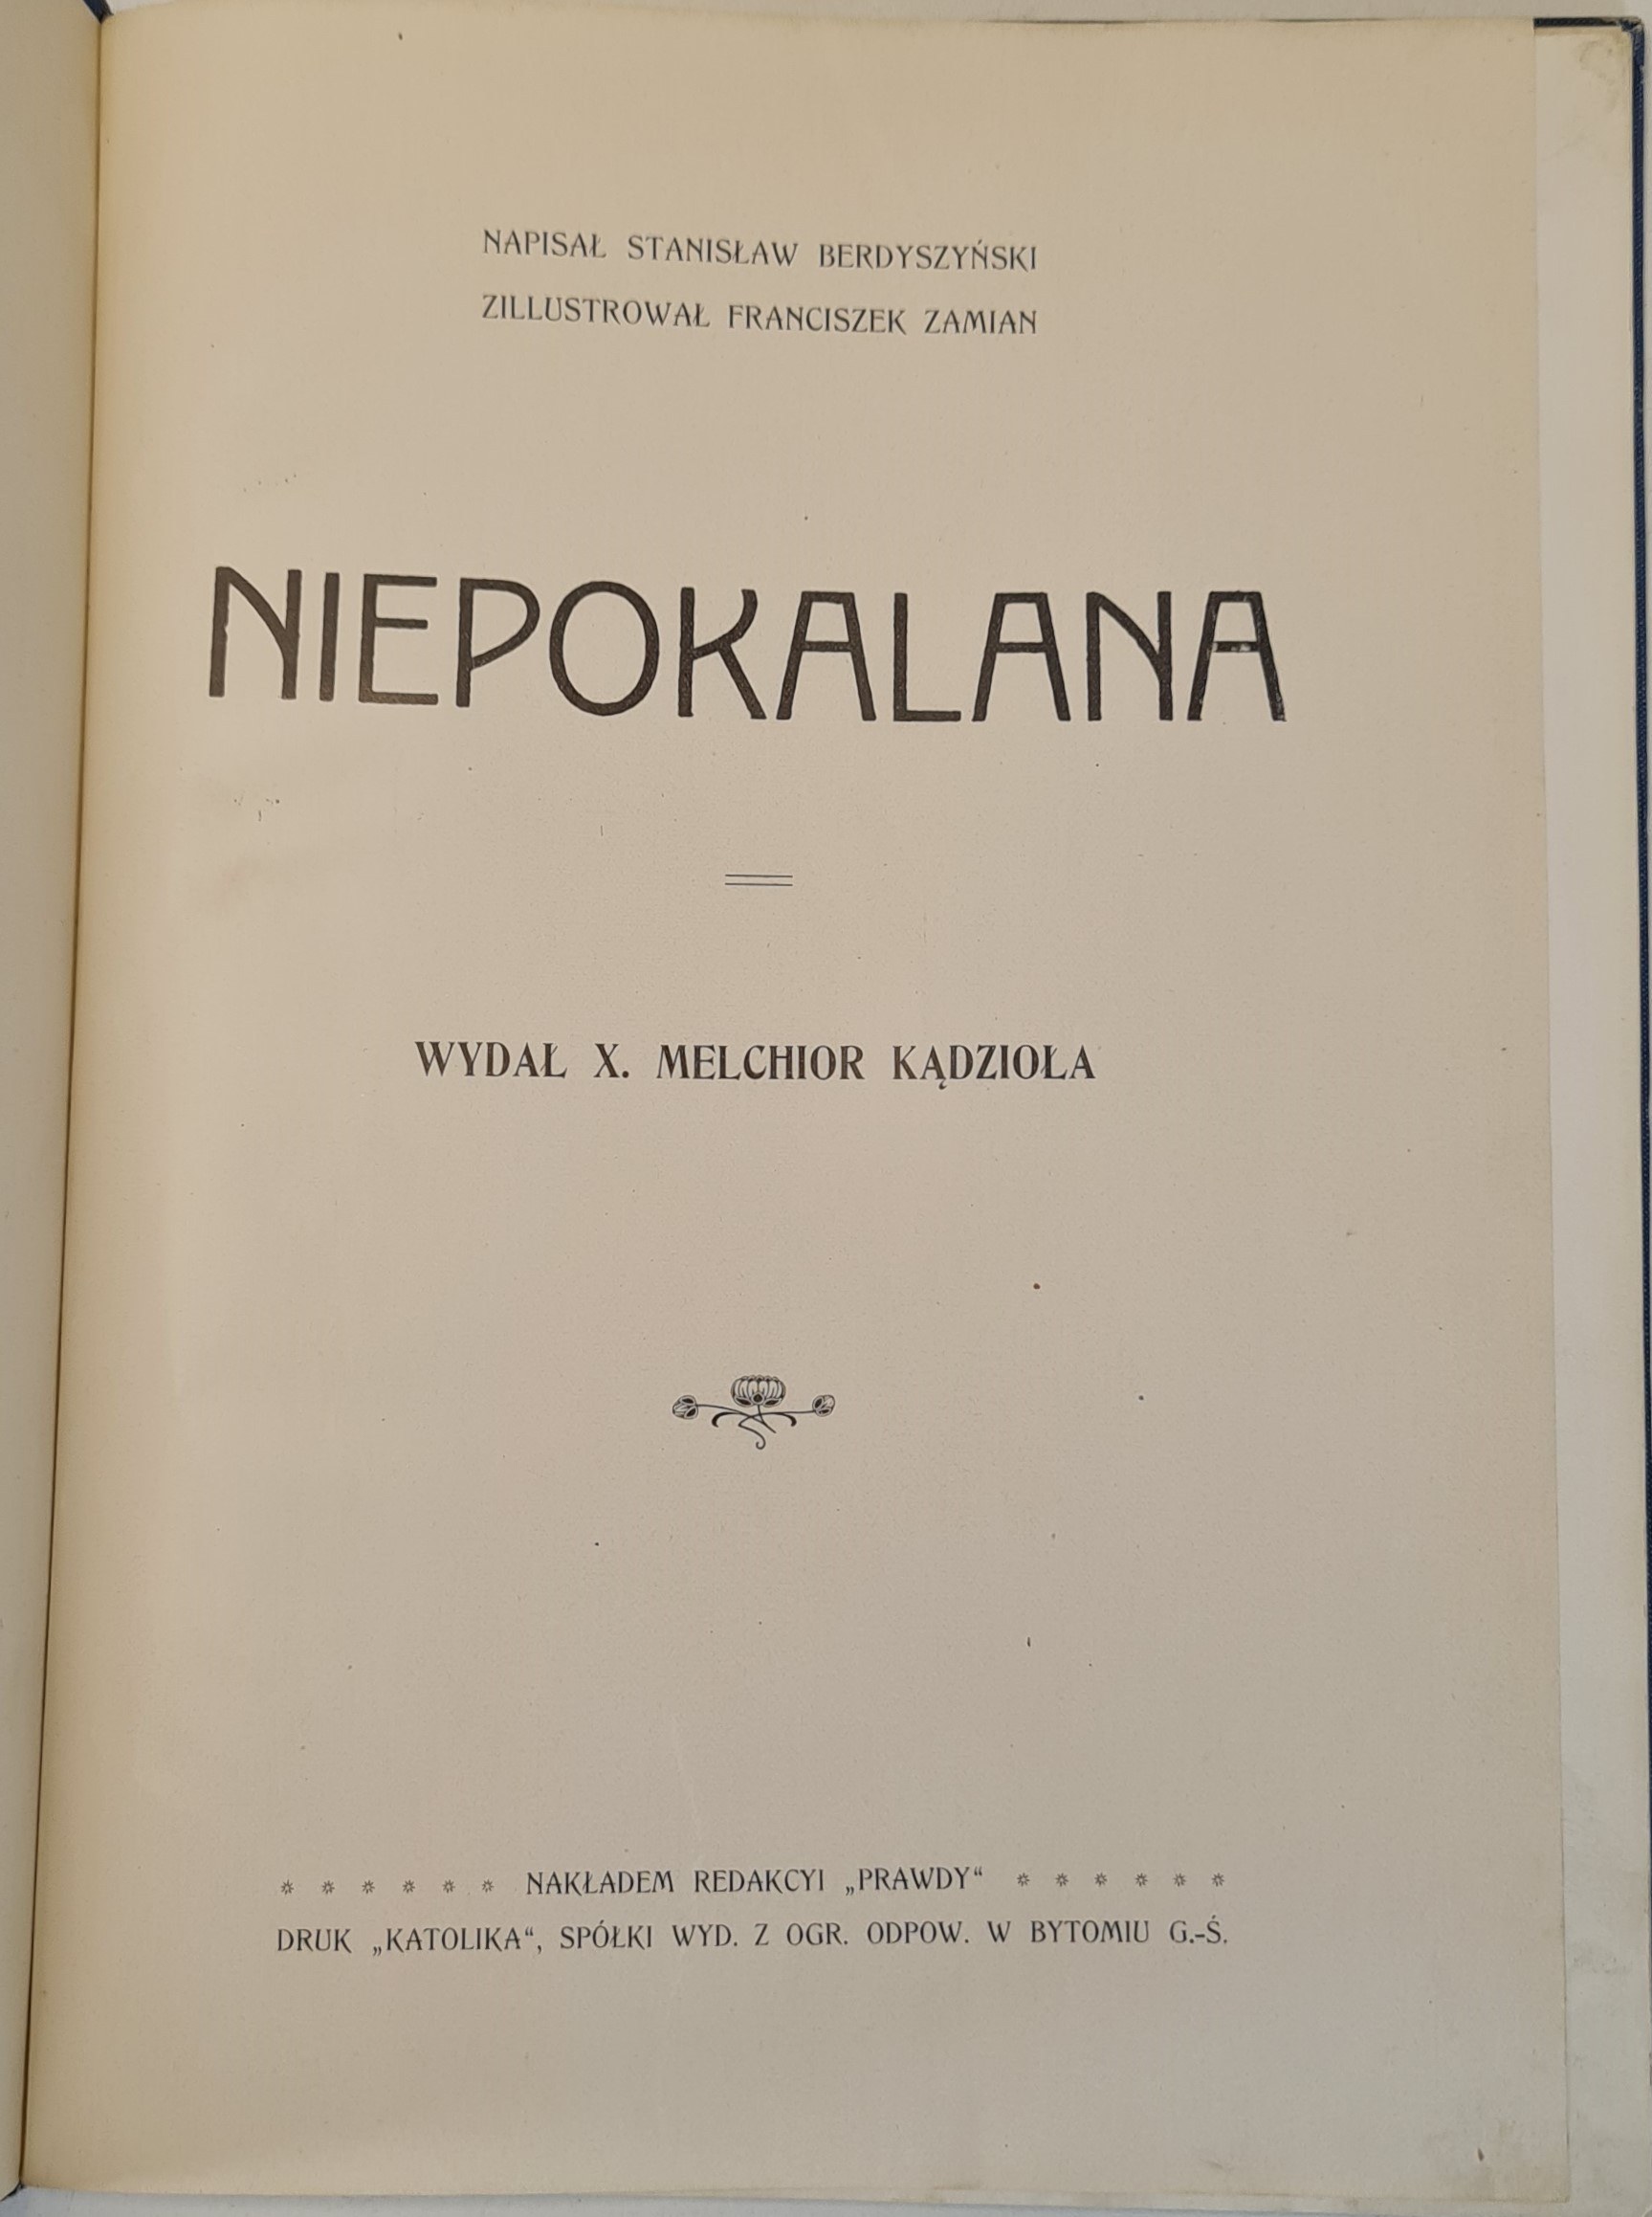 NAPISAŁ STANISŁAW BERDYSZYŃSKI
ZILLUSTROWAŁ FRANCISZEK ZAMIAN
NIEPOKALANA
WYDAŁ X. MELCHIOR KĄDZIOŁA
NAKŁADEM REDAKCYI „PRAWDY“
DRUK „KATOLIKA“, SPÓŁKI WYD. Z OGR. ODPOW. W BYTOMIU G.-Ś.